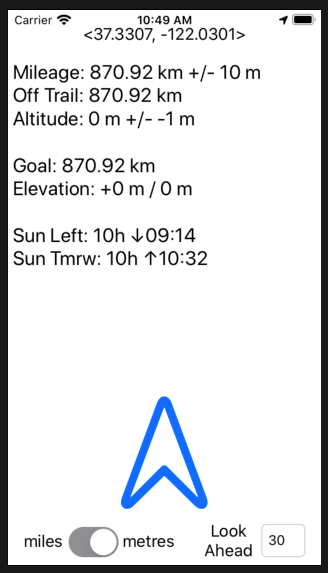 Carrier 10:49 AM
<37.3307, -122.0301>
Mileage: 870.92 km +/- 10 m
Off Trail: 870.92 km
Altitude: 0 m +/- -1 m
Goal: 870.92 km
Elevation: +0 m / 0 m
Sun Left: 10h ↓09:14
Sun Tmrw: 10h ↑10:32
miles metres
Look
Ahead
30